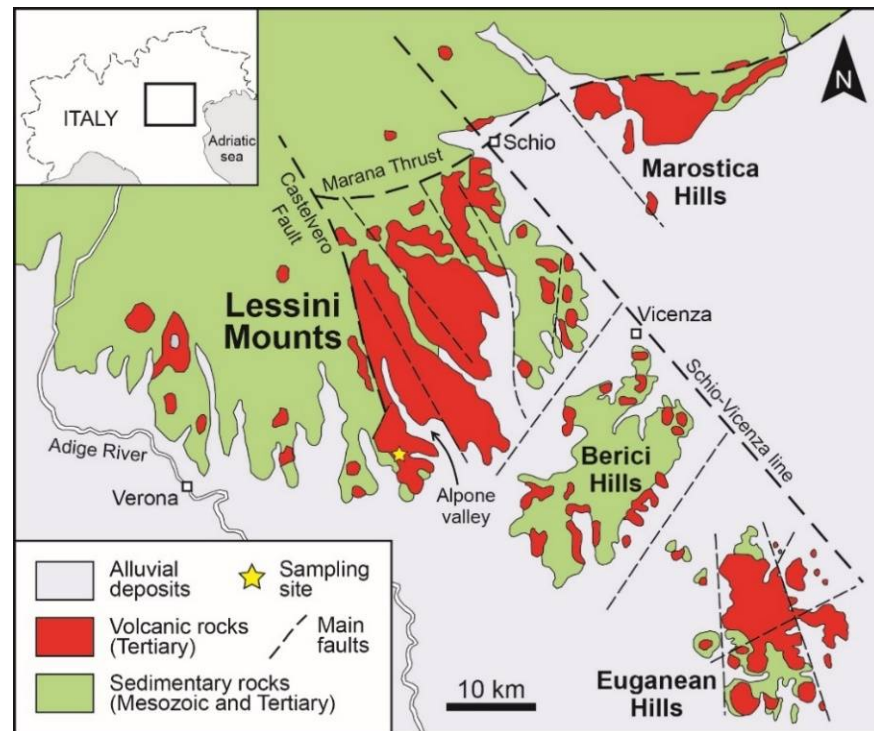 ITALY
Adriatic
sea
N
Schio
Marana Thrust
Castelvero
Fault
Marostica
Hills
Lessini
Mounts
Vicenza
Schio-Vicenza line
Adige River
Verona
Alpone
valley
Berici
Hills
Euganean
Hills
Alluvial
deposits
Sampling
site
Volcanic rocks
(Tertiary)
Main
faults
Sedimentary rocks
(Mesozoic and Tertiary)
10 km